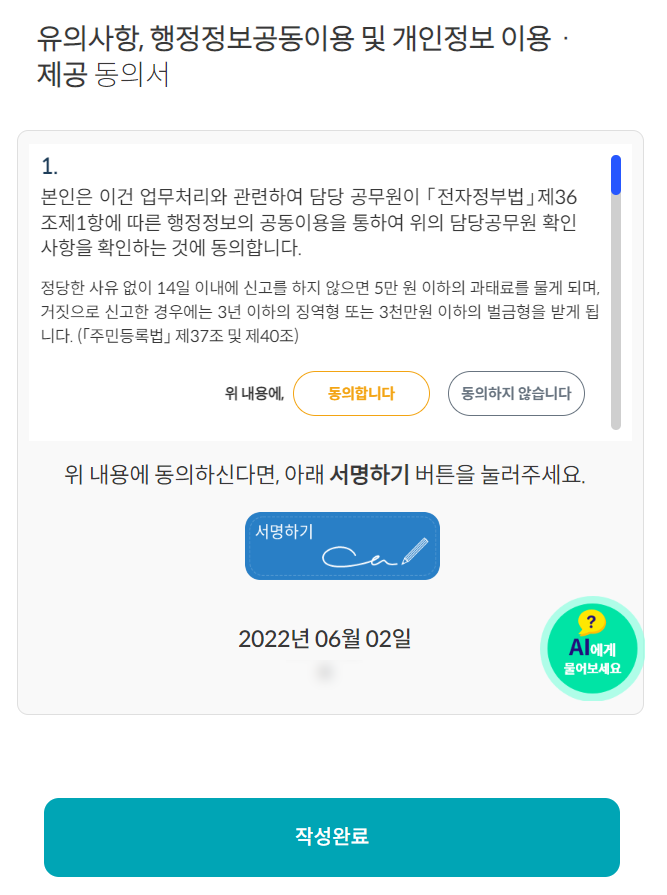 유의사항, 행정정보공동이용 및 개인정보 이용 ·
제공 동의서
1.
본인은 이건 업무처리와 관련하여 담당 공무원이 「전자정부법」제36
조제1항에 따른 행정정보의 공동이용을 통하여 위의 담당공무원 확인
사항을 확인하는 것에 동의합니다.
정당한 사유 없이 14일 이내에 신고를 하지 않으면 5만 원 이하의 과태료를 물게 되며,
거짓으로 신고한 경우에는 3년 이하의 징역형 또는 3천만원 이하의 벌금형을 받게 됩
니다. (「주민등록법」 제37조 및 제40조)
위 내용에, 동의합니다 동의하지 않습니다
위 내용에 동의하신다면, 아래 서명하기 버튼을 눌러주세요.
서명하기
2022년 06월 02일
?
AI에게
물어보세요
작성완료